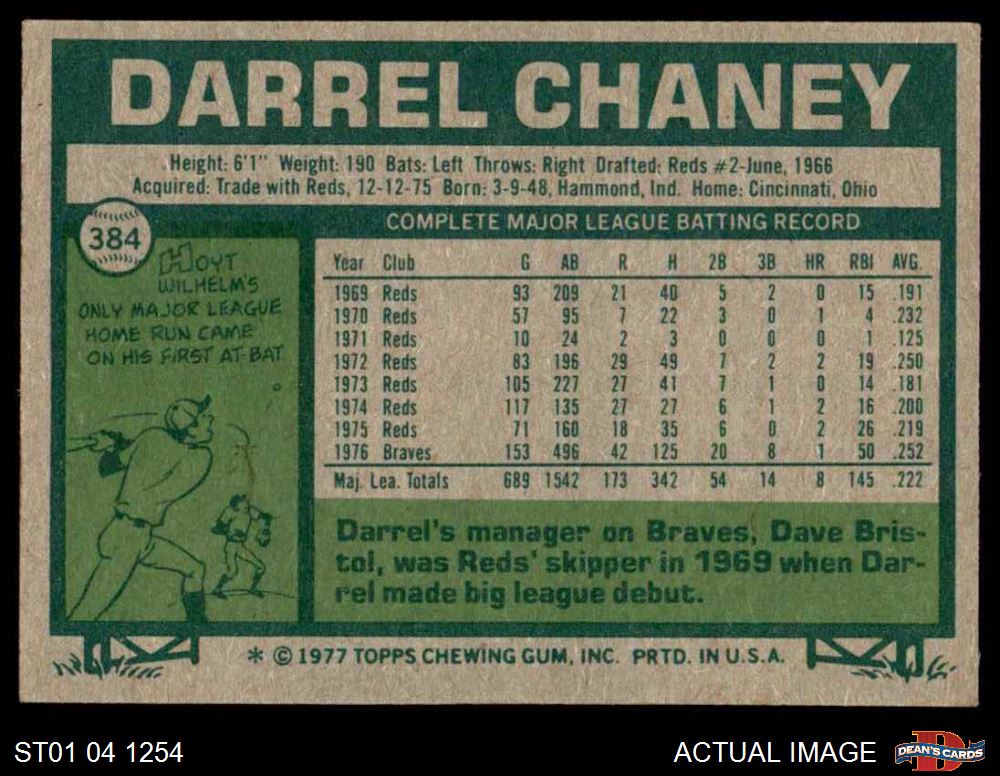 DARREL CHANEY
Height: 6'1" Weight: 190 Bats: Left Throws: Right Drafted: Reds #2-June, 1966
Acquired: Trade with Reds, 12-12-75 Born: 3-9-48, Hammond, Ind. Home: Cincinnati, Ohio
384
HOYT
WILHELM'S
ONLY MAJOR LEAGUE
HOME RUN CAME
ON HIS FIRST AT-BAT
COMPLETE MAJOR LEAGUE BATTING RECORD
Year Club G AB R H 2B 3B HR RBI AVG.
1969 Reds 93 209 21 40 5 2 0 15 .191
1970 Reds 57 95 7 22 3 0 1 4 .232
1971 Reds 10 24 2 3 0 0 0 1 .125
1972 Reds 83 196 29 49 7 2 2 19 .250
1973 Reds 105 227 27 41 7 1 0 14 .181
1974 Reds 117 135 27 27 6 1 2 16 .200
1975 Reds 71 160 18 35 6 0 2 26 .219
1976 Braves 153 496 42 125 20 8 1 50 .252
Maj. Lea. Totals 689 1542 173 342 54 14 8 145 .222
Darrel's manager on Braves, Dave Bris-
tol, was Reds' skipper in 1969 when Dar-
rel made big league debut.
* © 1977 TOPPS CHEWING GUM, INC. PRTD. IN U.S.A.
ST01 04 1254
ACTUAL IMAGE
D
DEAN'S CARDS